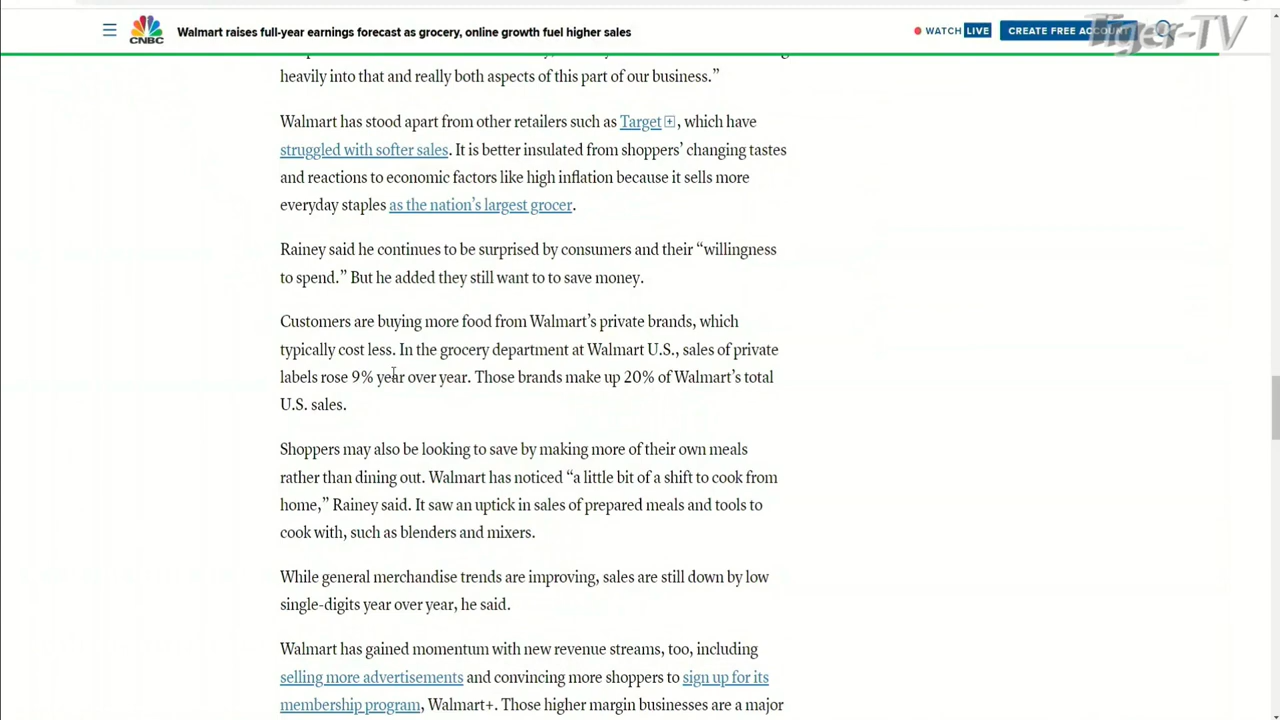 CNBC
Walmart raises full-year earnings forecast as grocery, online growth fuel higher sales
WATCH LIVE
CREATE FREE ACCOUNT
Tiger-TV
heavily into that and really both aspects of this part of our business.”
Walmart has stood apart from other retailers such as Target, which have
struggled with softer sales. It is better insulated from shoppers’ changing tastes
and reactions to economic factors like high inflation because it sells more
everyday staples as the nation’s largest grocer.
Rainey said he continues to be surprised by consumers and their “willingness
to spend.” But he added they still want to to save money.
Customers are buying more food from Walmart’s private brands, which
typically cost less. In the grocery department at Walmart U.S., sales of private
labels rose 9% year over year. Those brands make up 20% of Walmart’s total
U.S. sales.
Shoppers may also be looking to save by making more of their own meals
rather than dining out. Walmart has noticed “a little bit of a shift to cook from
home,” Rainey said. It saw an uptick in sales of prepared meals and tools to
cook with, such as blenders and mixers.
While general merchandise trends are improving, sales are still down by low
single-digits year over year, he said.
Walmart has gained momentum with new revenue streams, too, including
selling more advertisements and convincing more shoppers to sign up for its
membership program, Walmart+. Those higher margin businesses are a major